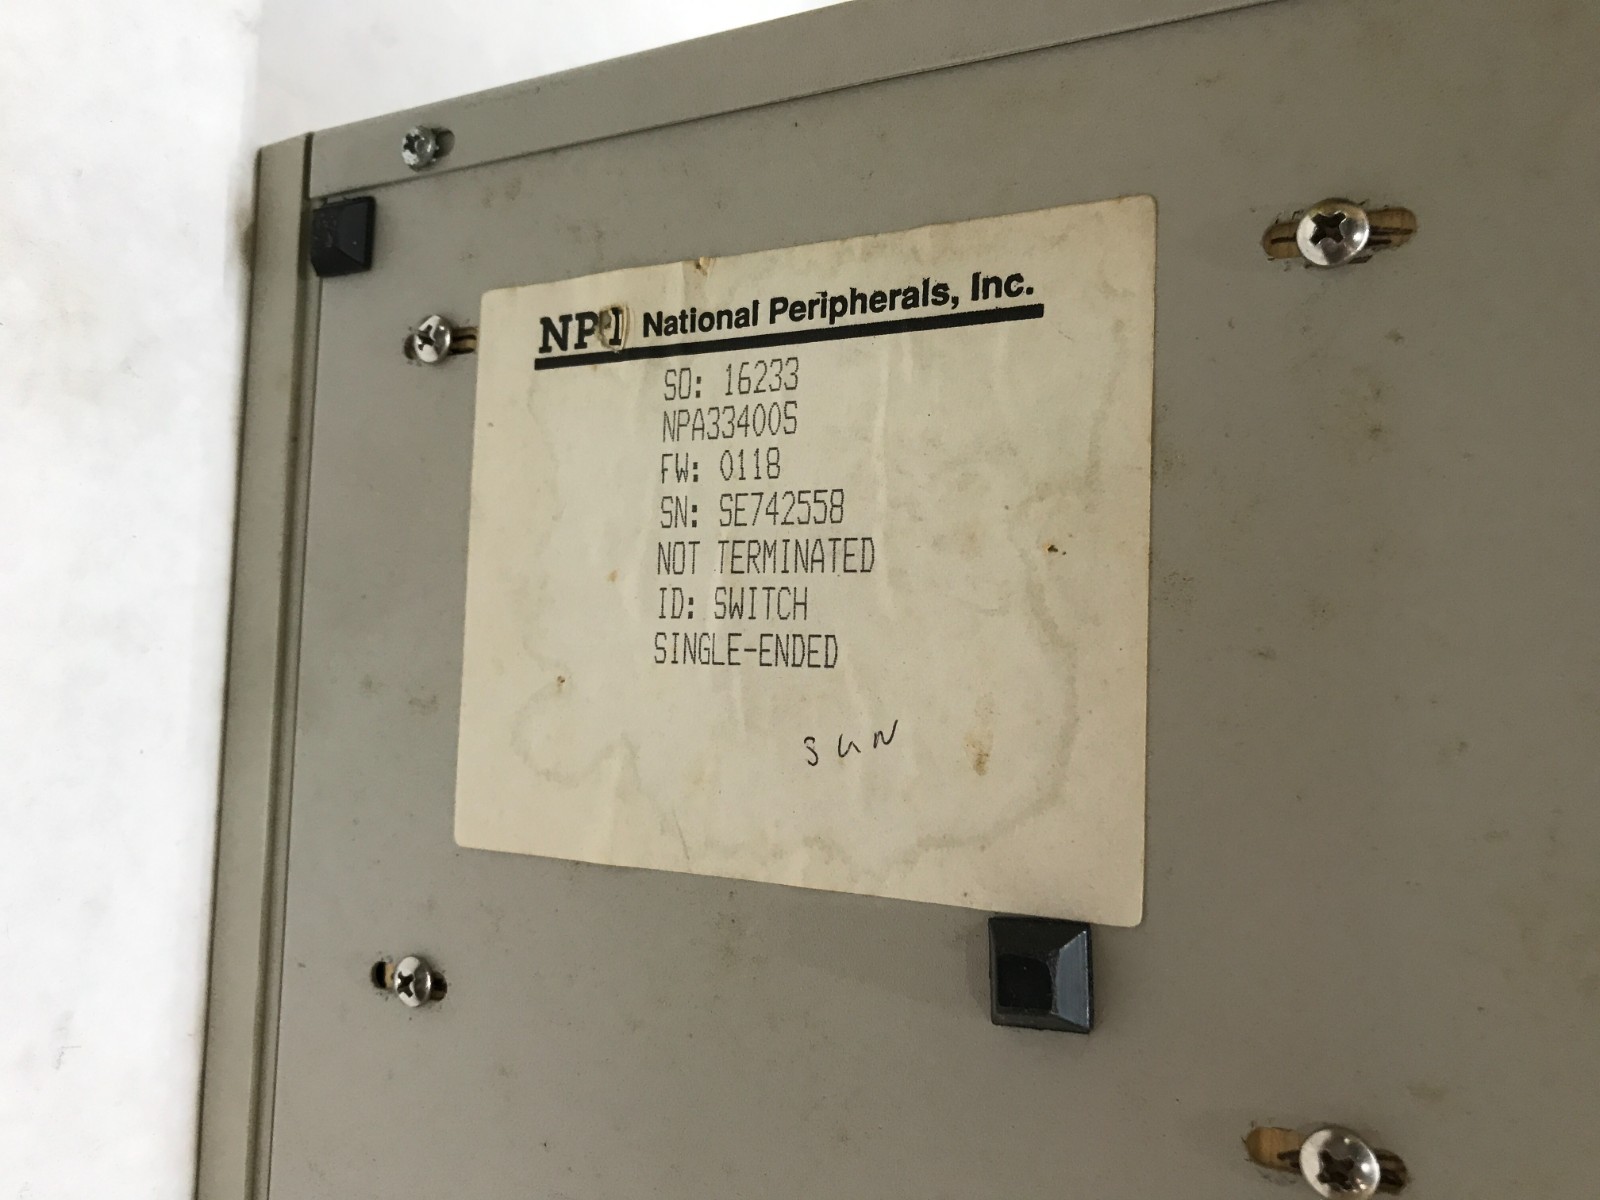 NPI National Peripherals, Inc.
SO: 16233
NPA33400S
FW: 0118
SN: SE742558
NOT TERMINATED
ID: SWITCH
SINGLE-ENDED
SUN